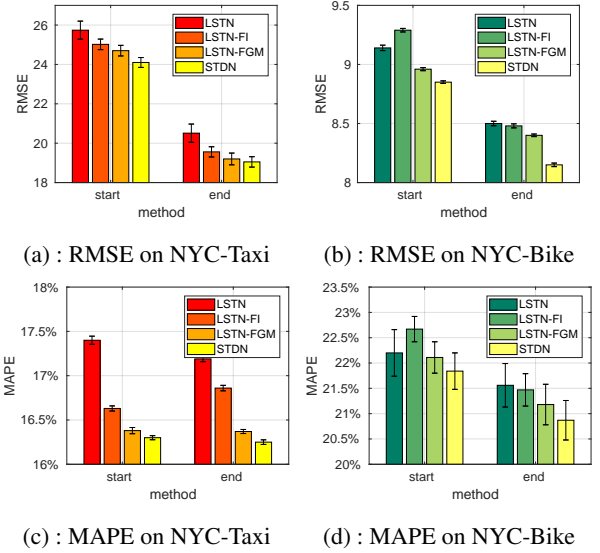 26
24
22
20
18
RMSE
LSTN
LSTN-FI
LSTN-FGM
STDN
start
end
method
(a) : RMSE on NYC-Taxi
9.5
9
8.5
8
RMSE
LSTN
LSTN-FI
LSTN-FGM
STDN
start
end
method
(b) : RMSE on NYC-Bike
18%
17.5%
17%
16.5%
16%
MAPE
LSTN
LSTN-FI
LSTN-FGM
STDN
start
end
method
(c) : MAPE on NYC-Taxi
23.5%
23%
22.5%
22%
21.5%
21%
20.5%
20%
MAPE
LSTN
LSTN-FI
LSTN-FGM
STDN
start
end
method
(d) : MAPE on NYC-Bike